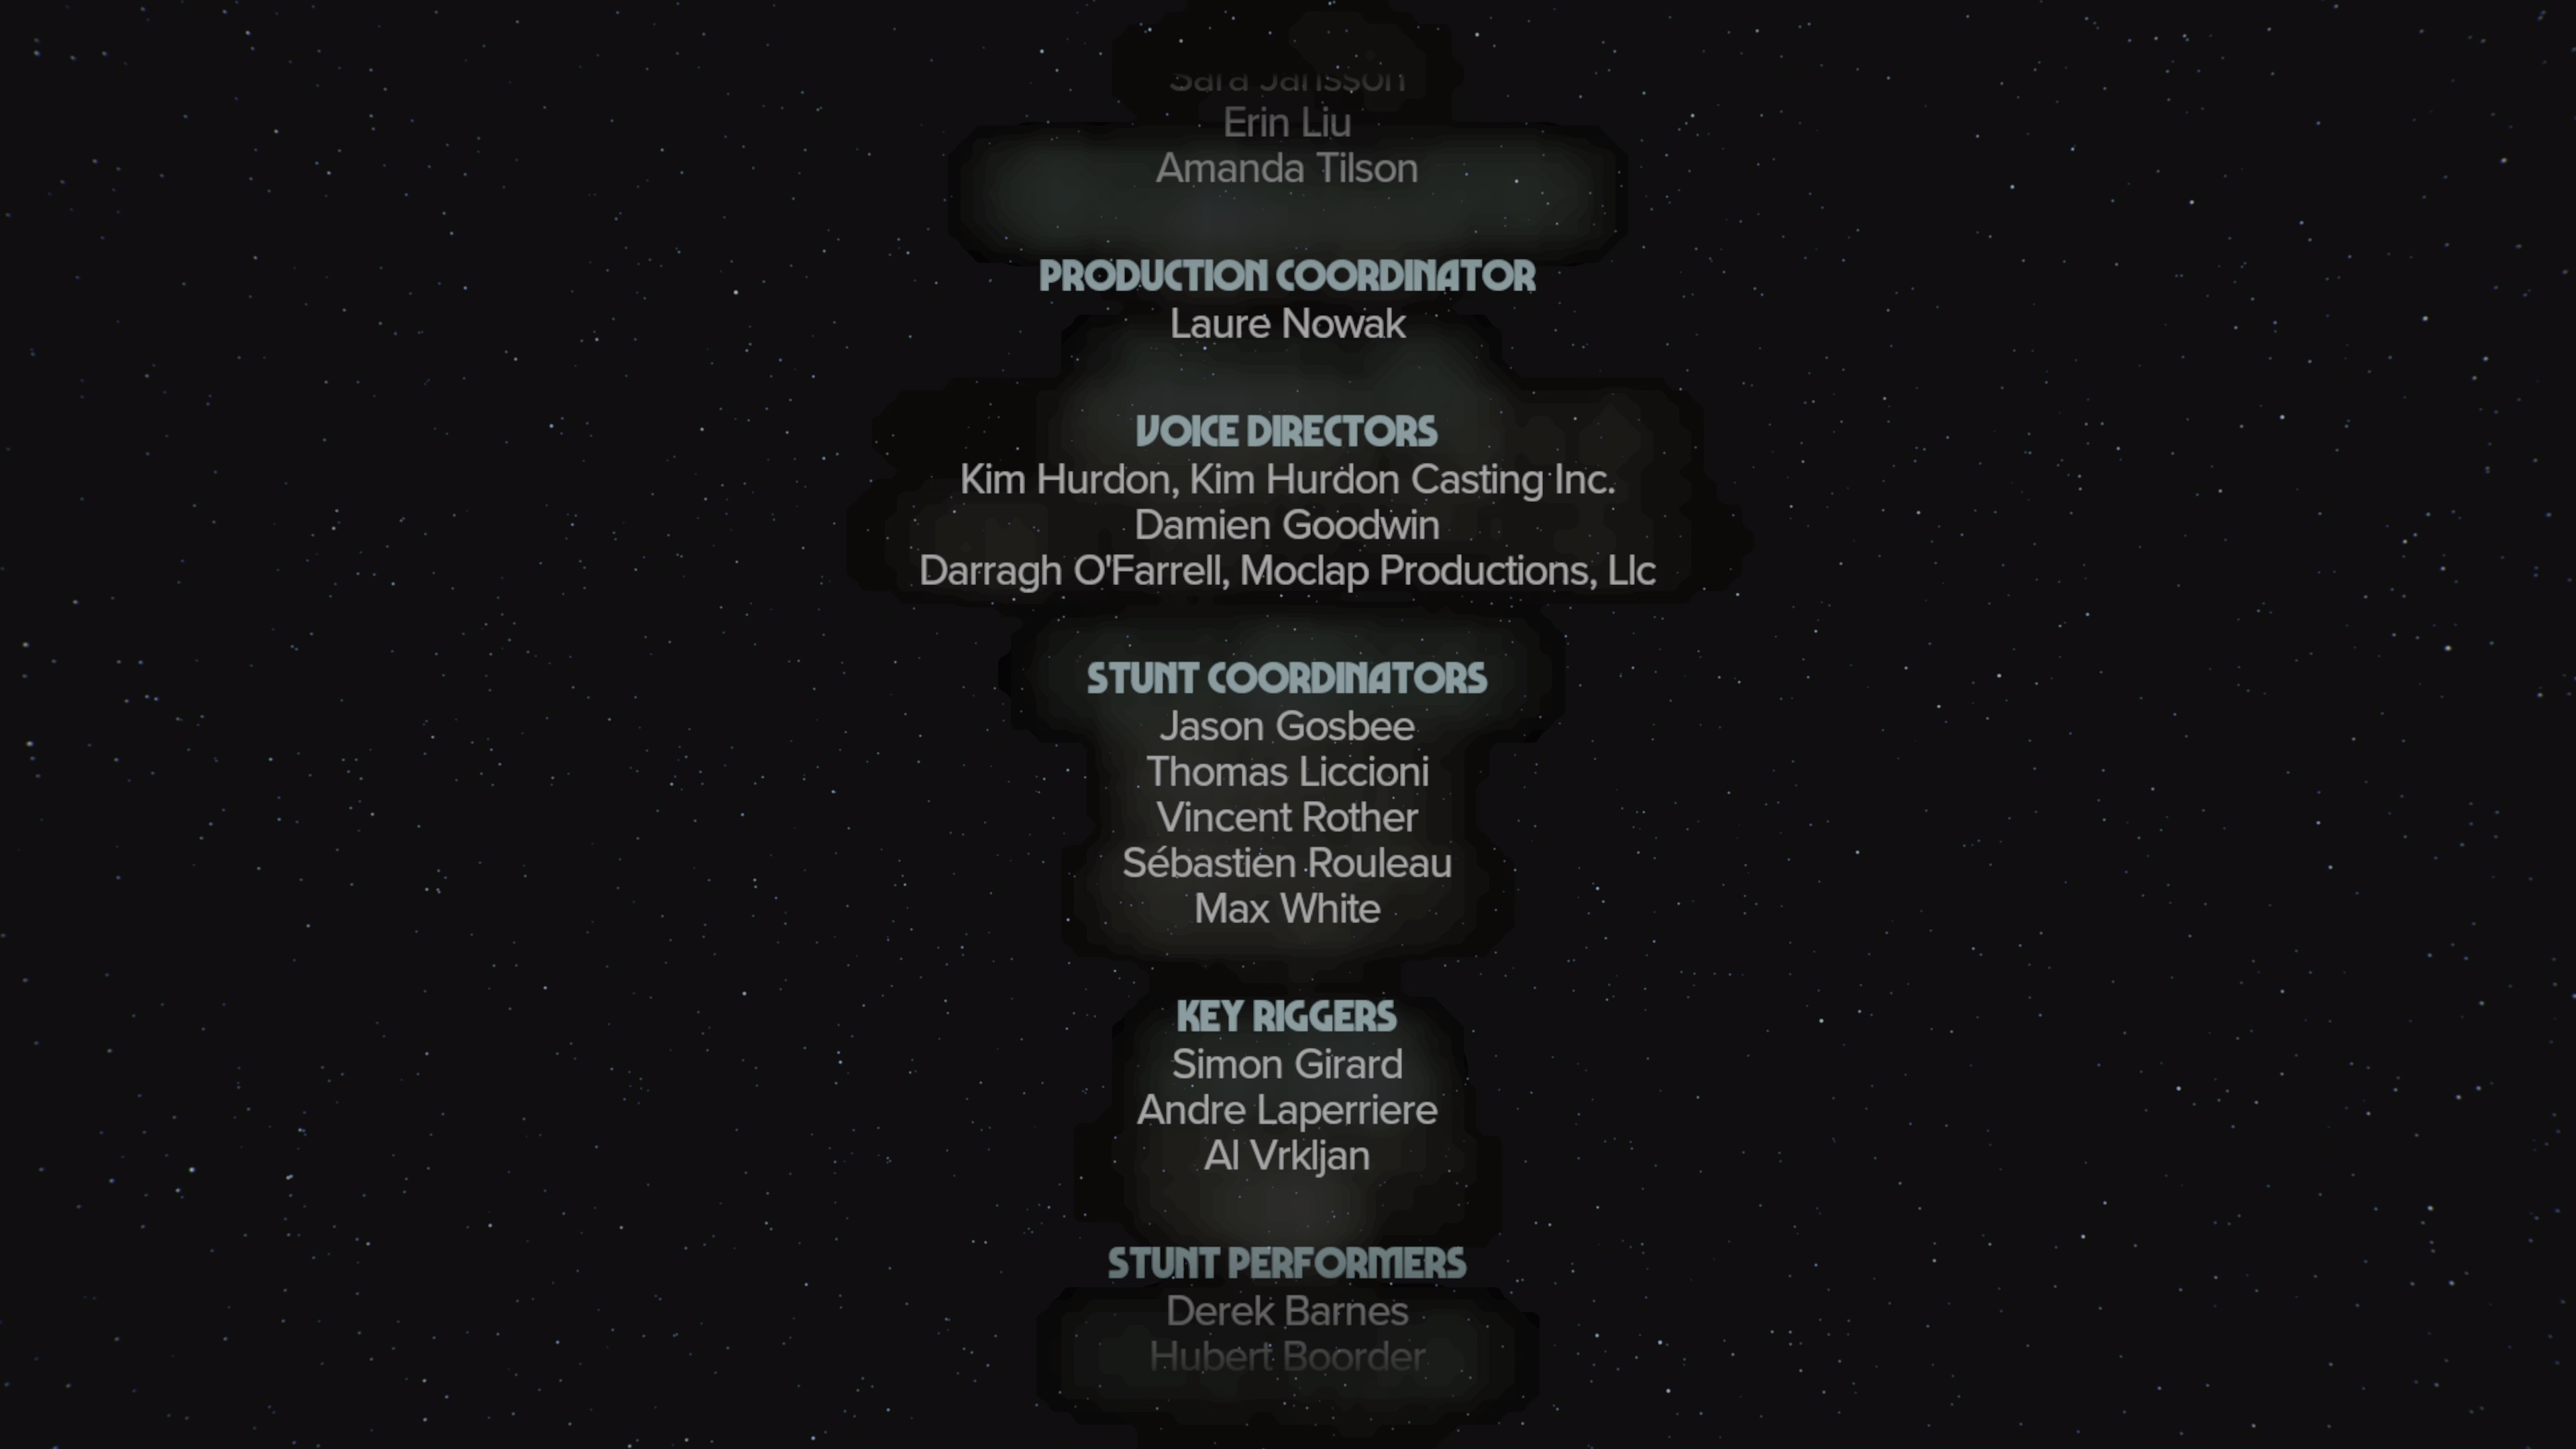 Sara Jansson
Erin Liu
Amanda Tilson
PRODUCTION COORDINATOR
Laure Nowak
VOICE DIRECTORS
Kim Hurdon, Kim Hurdon Casting Inc.
Damien Goodwin
Darragh O'Farrell, Moclap Productions, Llc
STUNT COORDINATORS
Jason Gosbee
Thomas Liccioni
Vincent Rother
Sébastien Rouleau
Max White
KEY RIGGERS
Simon Girard
Andre Laperriere
Al Vrkljan
STUNT PERFORMERS
Derek Barnes
Hubert Boorder